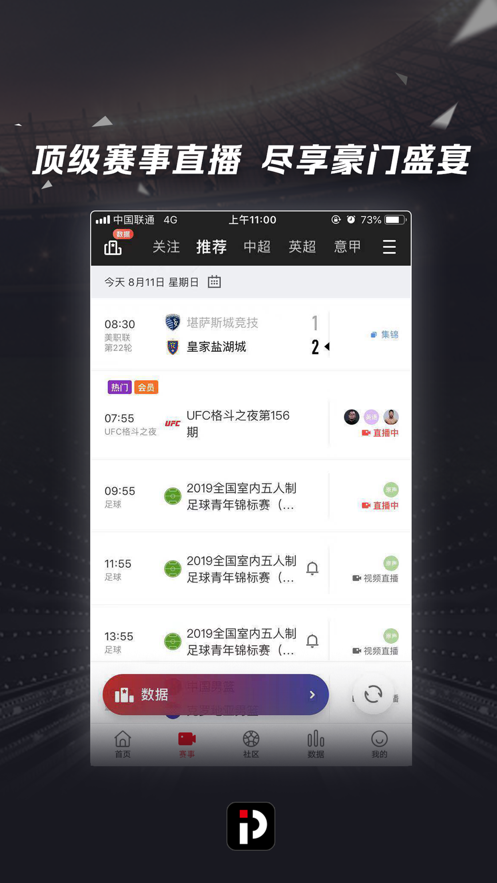 顶级赛事直播 尽享豪门盛宴
中国联通 4G 上午11:00 73%
数据
关注 推荐 中超 英超 意甲
今天 8月11日 星期日
08:30
美职联
第22轮
堪萨斯城竞技 1
皇家盐湖城 2
集锦
热门 会员
07:55
UFC格斗之夜
UFC
UFC格斗之夜第156
期
直播中
09:55
足球
2019全国室内五人制
足球青年锦标赛（...
直播中
11:55
足球
2019全国室内五人制
足球青年锦标赛（...
视频直播
13:55
足球
2019全国室内五人制
足球青年锦标赛（...
视频直播
数据
首页 赛事 社区 数据 我的